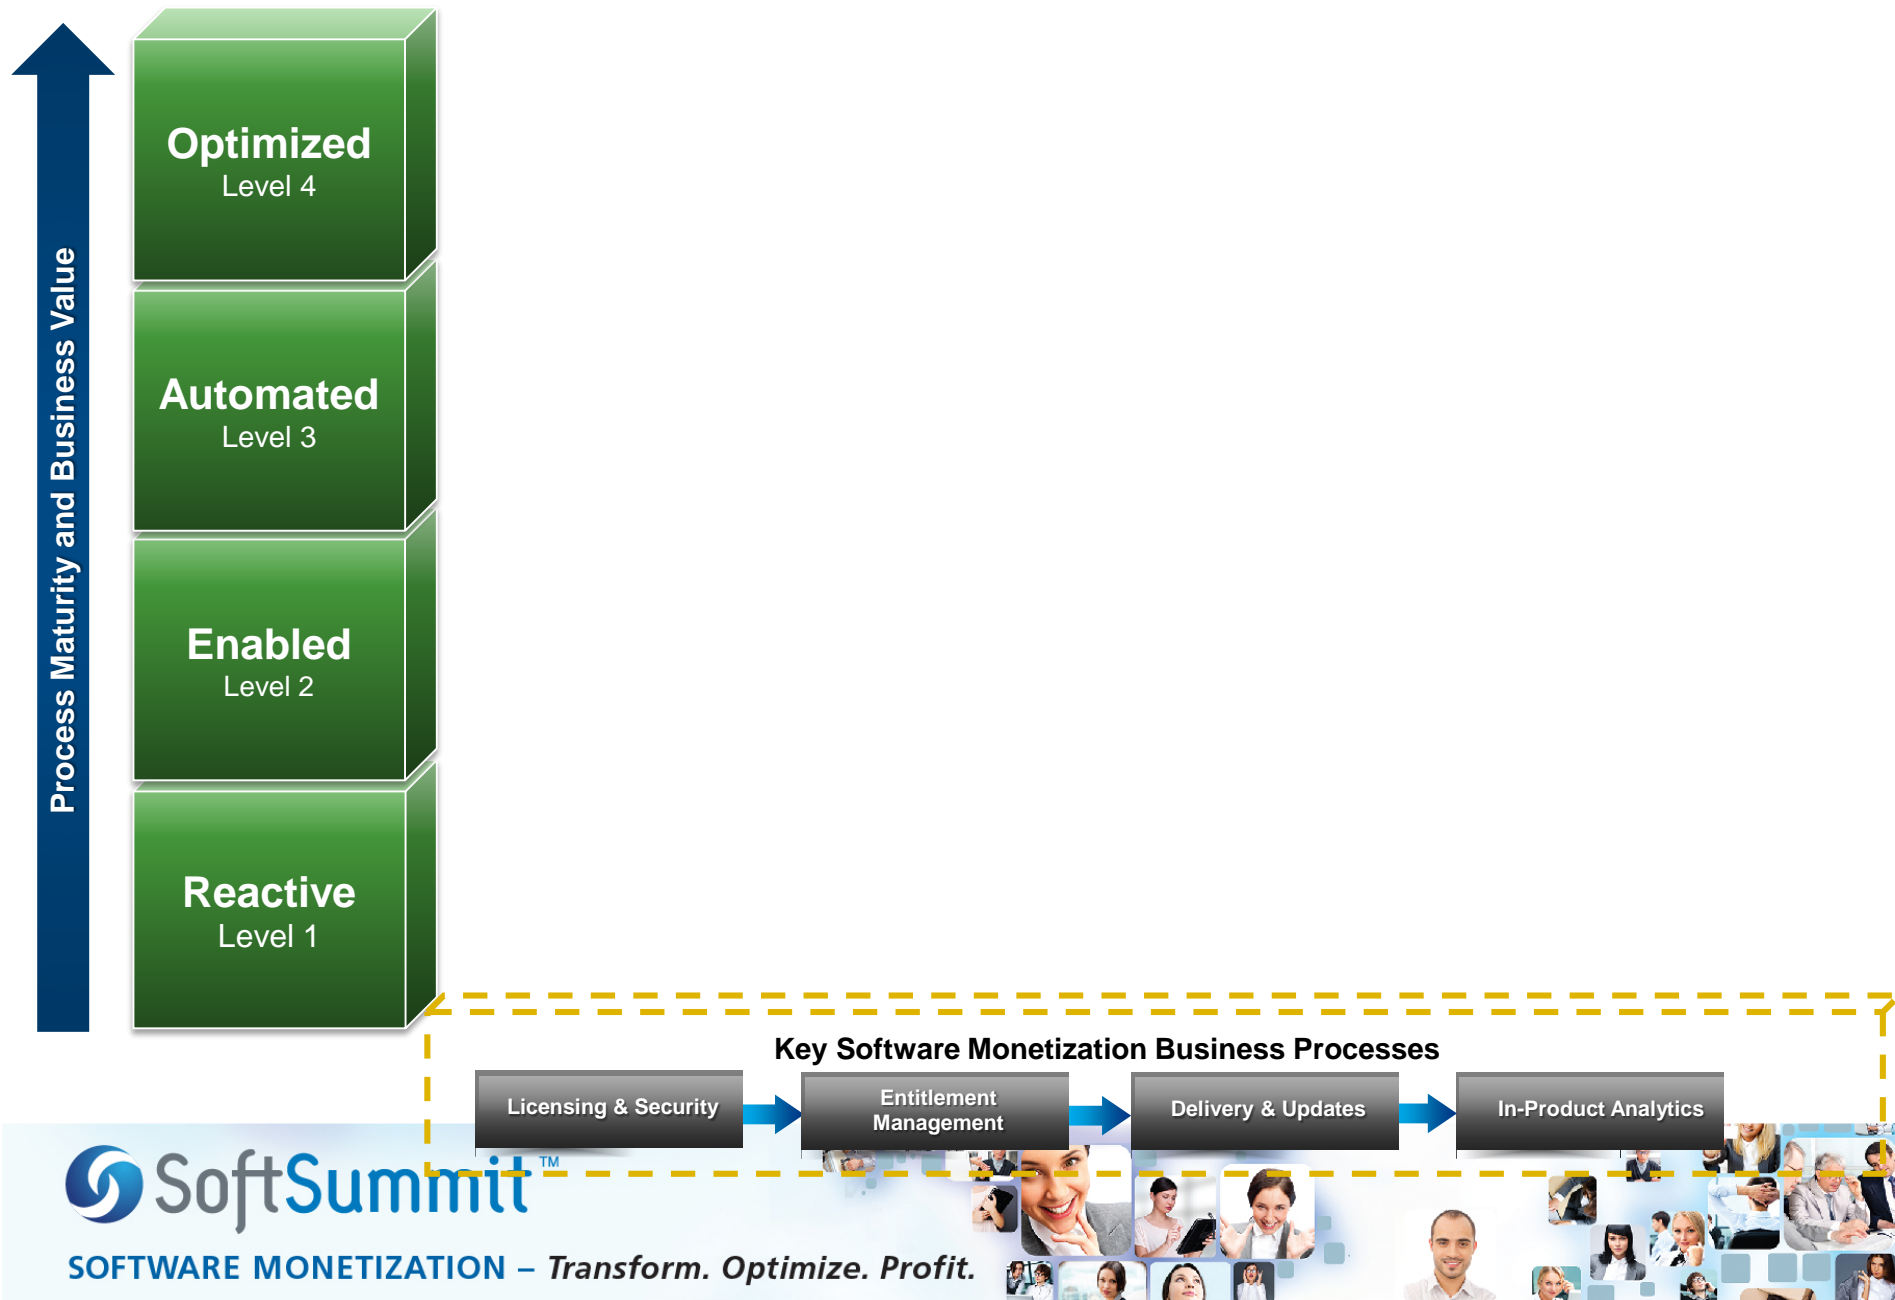 Process Maturity and Business Value
Optimized
Level 4
Automated
Level 3
Enabled
Level 2
Reactive
Level 1
Key Software Monetization Business Processes
Licensing & Security
Entitlement
Management
Delivery & Updates
In-Product Analytics
SoftSummit™
SOFTWARE MONETIZATION – Transform. Optimize. Profit.